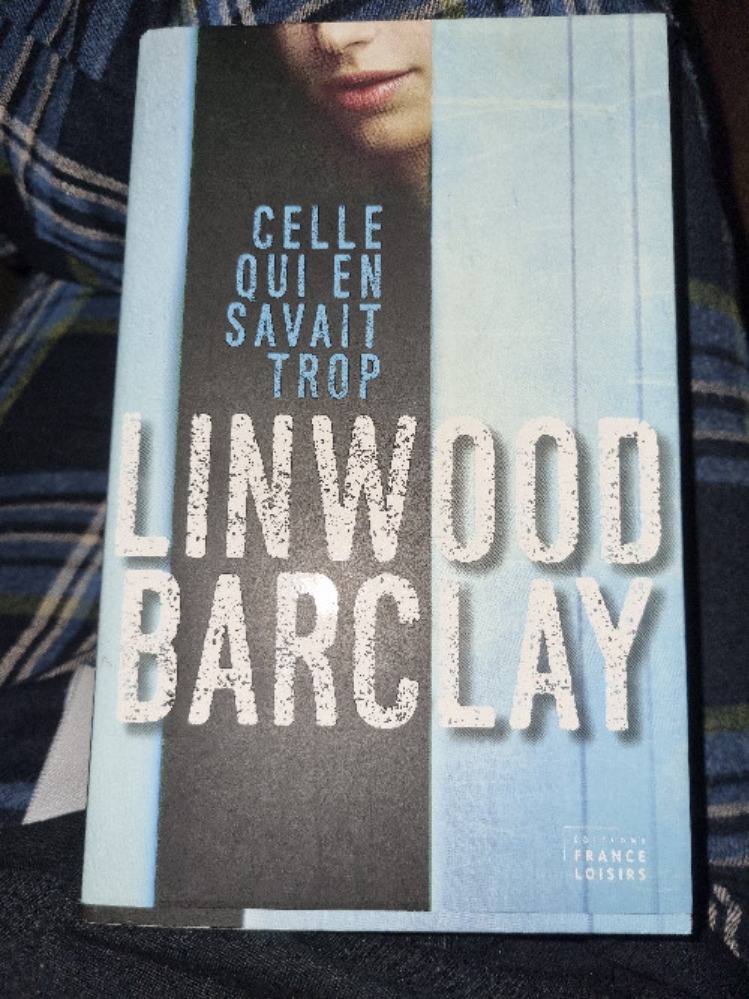 CELLE
QUI EN
SAVAIT
TROP
LINWOOD
BARCLAY
ÉDITIONS
FRANCE
LOISIRS